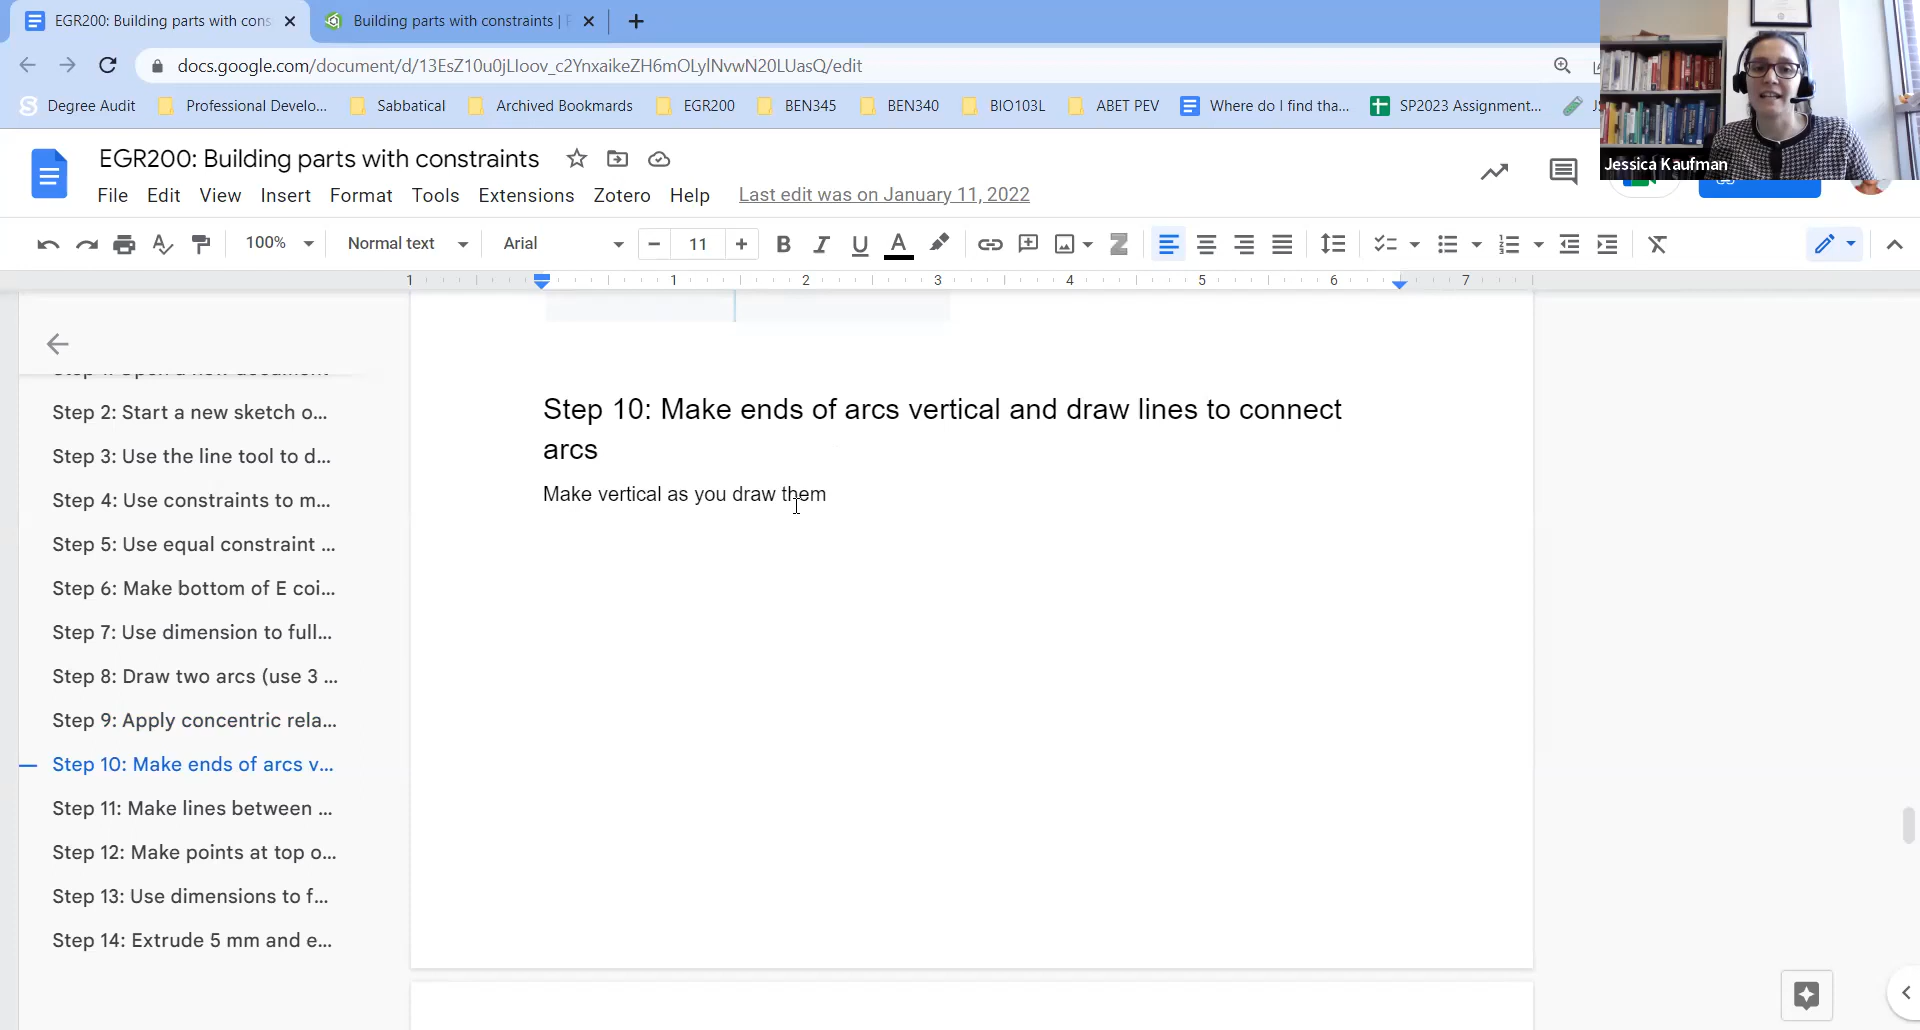 EGR200: Building parts with cons
Building parts with constraints |
docs.google.com/document/d/13EsZ10u0jLIoov_c2YnxaikeZH6mOLylNvwN20LUasQ/edit
Degree Audit
Professional Develo...
Sabbatical
Archived Bookmards
EGR200
BEN345
BEN340
BIO103L
ABET PEV
Where do I find tha...
SP2023 Assignment...
Jessica Kaufman
EGR200: Building parts with constraints
File Edit View Insert Format Tools Extensions Zotero Help Last edit was on January 11, 2022
100% Normal text Arial 11
1 1 2 3 4 5 6 7
Step 2: Start a new sketch o...
Step 3: Use the line tool to d...
Step 4: Use constraints to m...
Step 5: Use equal constraint ...
Step 6: Make bottom of E coi...
Step 7: Use dimension to full...
Step 8: Draw two arcs (use 3 ...
Step 9: Apply concentric rela...
Step 10: Make ends of arcs v...
Step 11: Make lines between ...
Step 12: Make points at top o...
Step 13: Use dimensions to f...
Step 14: Extrude 5 mm and e...
Step 10: Make ends of arcs vertical and draw lines to connect
arcs
Make vertical as you draw them